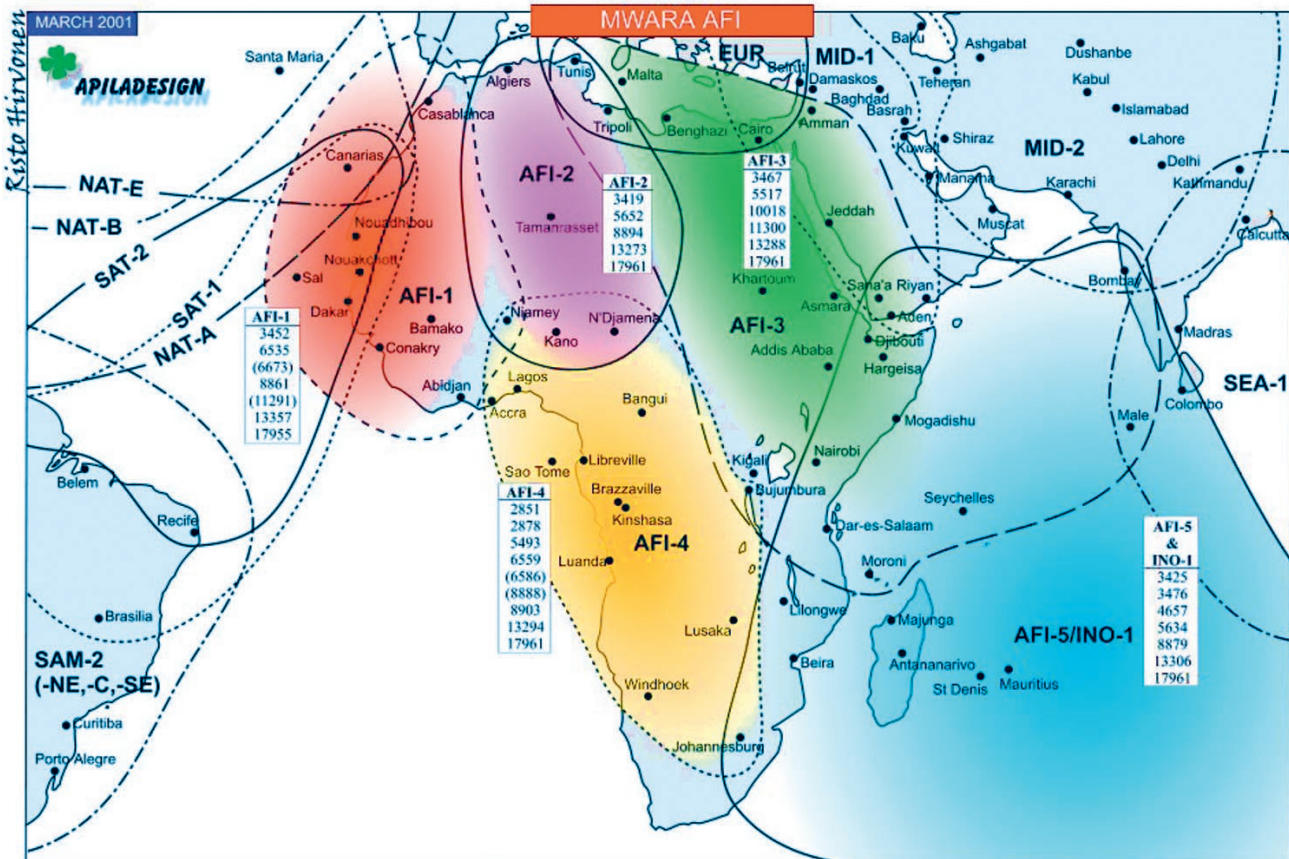 MARCH 2001
MWARA AFI
Risto Hirvonen
APILADESIGN
Santa Maria
Algiers
Tunis
Malta
EUR
MID-1
Baku
Ashgabat
Dushanbe
Beirut
Damaskos
Teheran
Kabul
Baghdad
Islamabad
Casablanca
Tripoli
Benghazi
Cairo
Amman
Basrah
Kuwait
Shiraz
Lahore
MID-2
Delhi
Canarias
Manama
Karachi
Kathmandu
NAT-E
NAT-B
SAT-2
SAT-1
NAT-A
AFI-2
Tamanrasset
AFI-2
3419
5652
8894
13273
17961
AFI-3
3467
5517
10018
11300
13288
17961
Jeddah
Muscat
Calcutta
Nouadhibou
Nouakchott
Sal
Dakar
AFI-1
Bamako
Conakry
Abidjan
AFI-1
3452
6535
(6673)
8861
(11291)
13357
17955
Niamey
Kano
N'Djamena
Khartoum
Asmara
Sana'a
Riyan
Aden
Bombay
AFI-3
Djibouti
Addis Ababa
Hargeisa
Madras
SEA-1
Colombo
Lagos
Accra
Bangui
Mogadishu
Male
Sao Tome
Libreville
Kigali
Nairobi
Belem
Recife
AFI-4
2851
2878
5493
6559
(6586)
(8888)
8903
13294
17961
Brazzaville
Kinshasa
Bujumbura
Seychelles
AFI-4
Dar-es-Salaam
Luanda
Moroni
AFI-5
&
INO-1
3425
3476
4657
5634
8879
13306
17961
Brasilia
Lilongwe
Lusaka
Majunga
AFI-5/INO-1
SAM-2
(-NE,-C,-SE)
Beira
Antananarivo
St Denis
Mauritius
Windhoek
Curitiba
Johannesburg
Porto Alegre